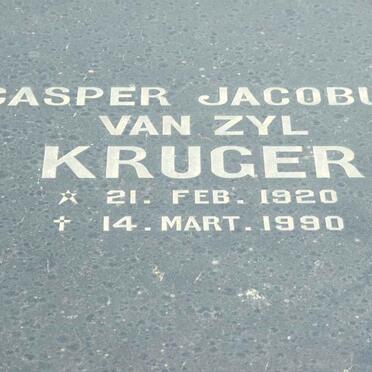 CASPER JACOBU
VAN ZYL
KRUGER
☆ 21. FEB. 1920
✝ 14. MART. 1990